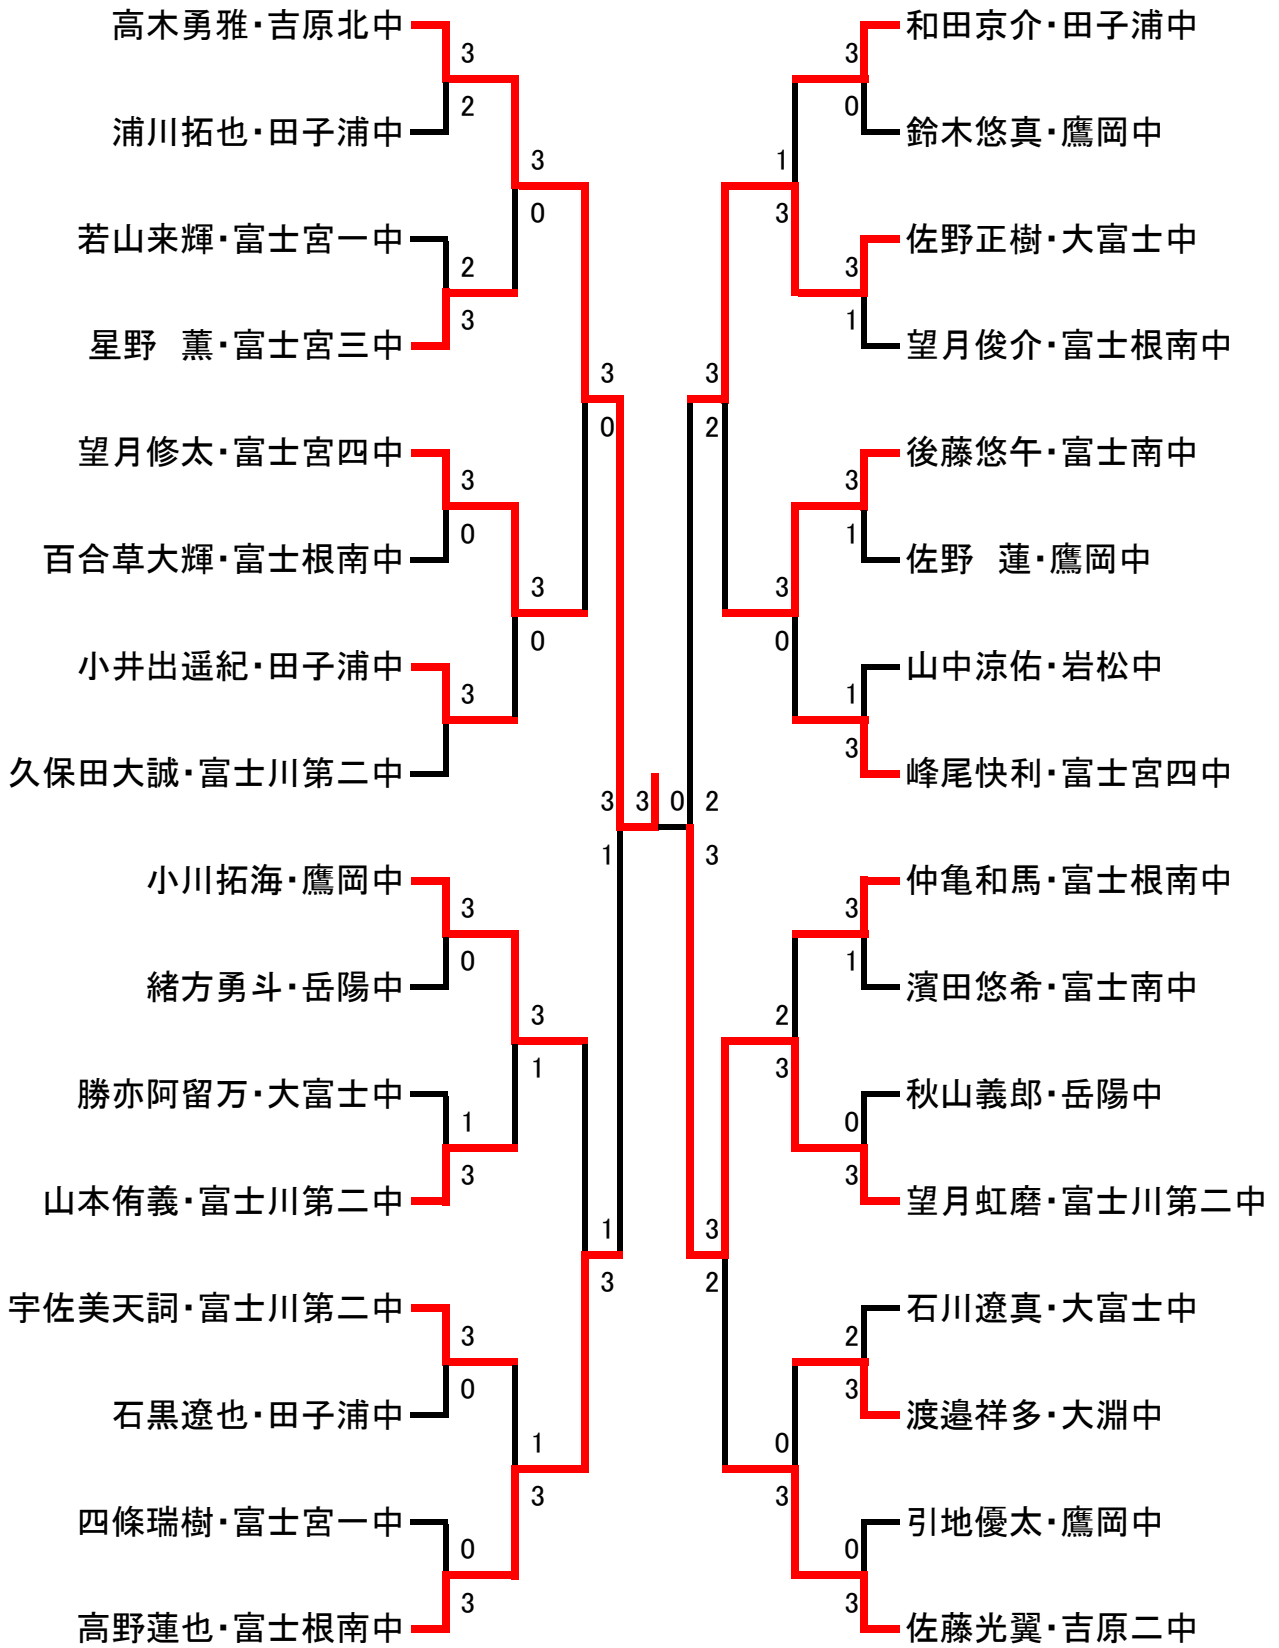 高木勇雅・吉原北中
3
2
浦川拓也・田子浦中
3
0
若山来輝・富士宮一中
2
3
星野　薫・富士宮三中
3
0
望月修太・富士宮四中
3
0
百合草大輝・富士根南中
3
0
小井出遥紀・田子浦中
3
久保田大誠・富士川第二中
3
1
小川拓海・鷹岡中
3
0
緒方勇斗・岳陽中
3
1
勝亦阿留万・大富士中
1
3
山本侑義・富士川第二中
1
3
宇佐美天詞・富士川第二中
3
0
石黒遼也・田子浦中
1
3
四條瑞樹・富士宮一中
0
3
高野蓮也・富士根南中
3 0
和田京介・田子浦中
3
0
鈴木悠真・鷹岡中
1
3
佐野正樹・大富士中
3
1
望月俊介・富士根南中
3
2
後藤悠午・富士南中
3
1
佐野　蓮・鷹岡中
3
0
山中涼佑・岩松中
1
3
峰尾快利・富士宮四中
2
3
仲亀和馬・富士根南中
3
1
濱田悠希・富士南中
2
3
秋山義郎・岳陽中
0
3
望月虹磨・富士川第二中
3
2
石川遼真・大富士中
2
3
渡邉祥多・大淵中
0
3
引地優太・鷹岡中
0
3
佐藤光翼・吉原二中